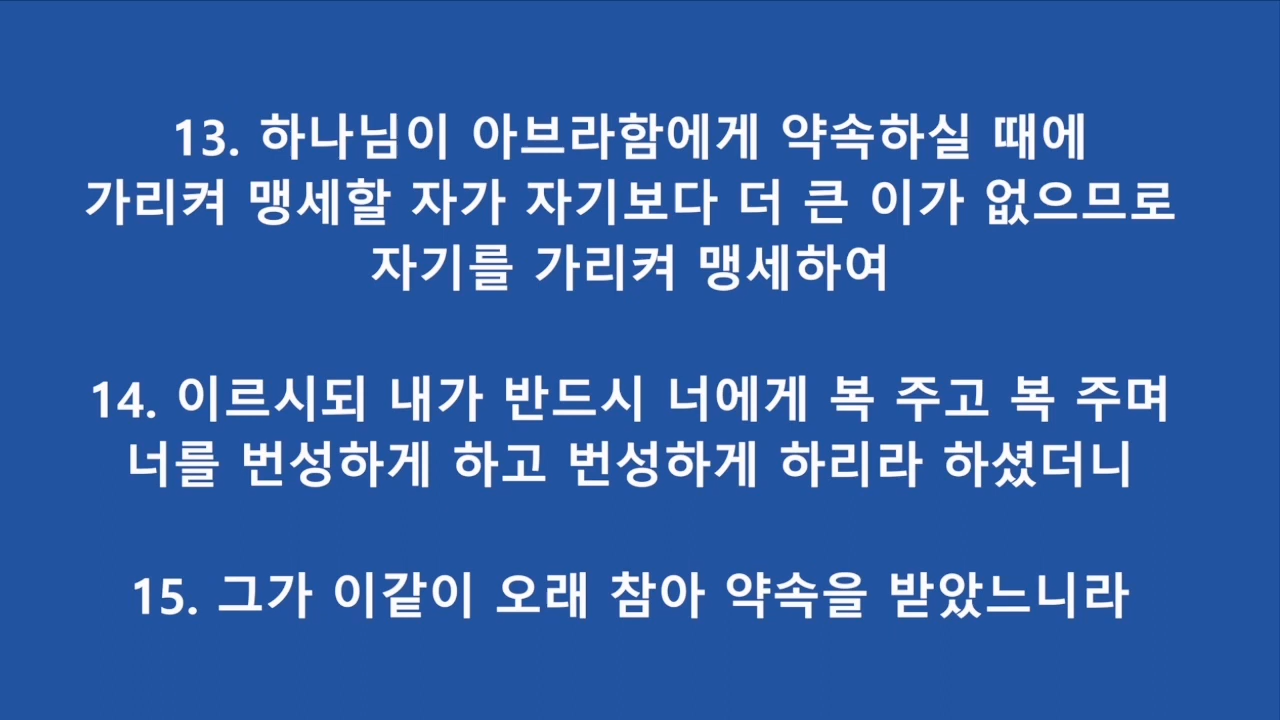 13. 하나님이 아브라함에게 약속하실 때에
가리켜 맹세할 자가 자기보다 더 큰 이가 없으므로
자기를 가리켜 맹세하여
14. 이르시되 내가 반드시 너에게 복 주고 복 주며
너를 번성하게 하고 번성하게 하리라 하셨더니
15. 그가 이같이 오래 참아 약속을 받았느니라